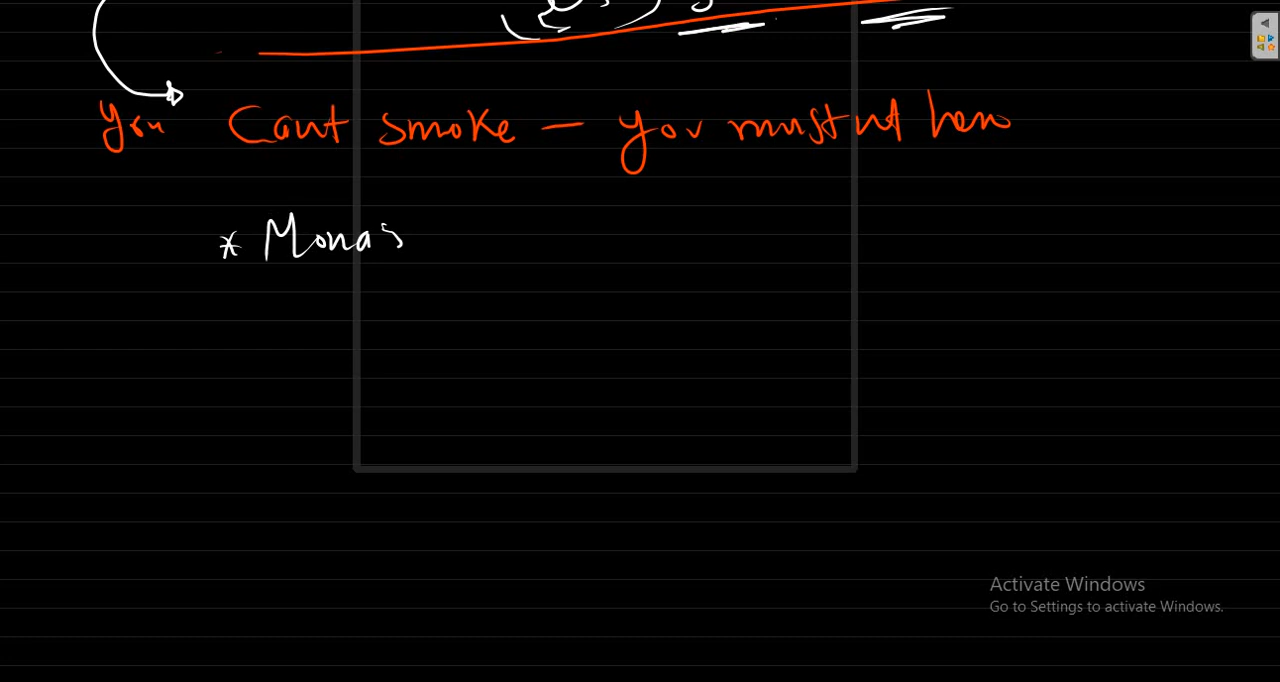 you Cant smoke – you must not here
* Monas
Activate Windows
Go to Settings to activate Windows.